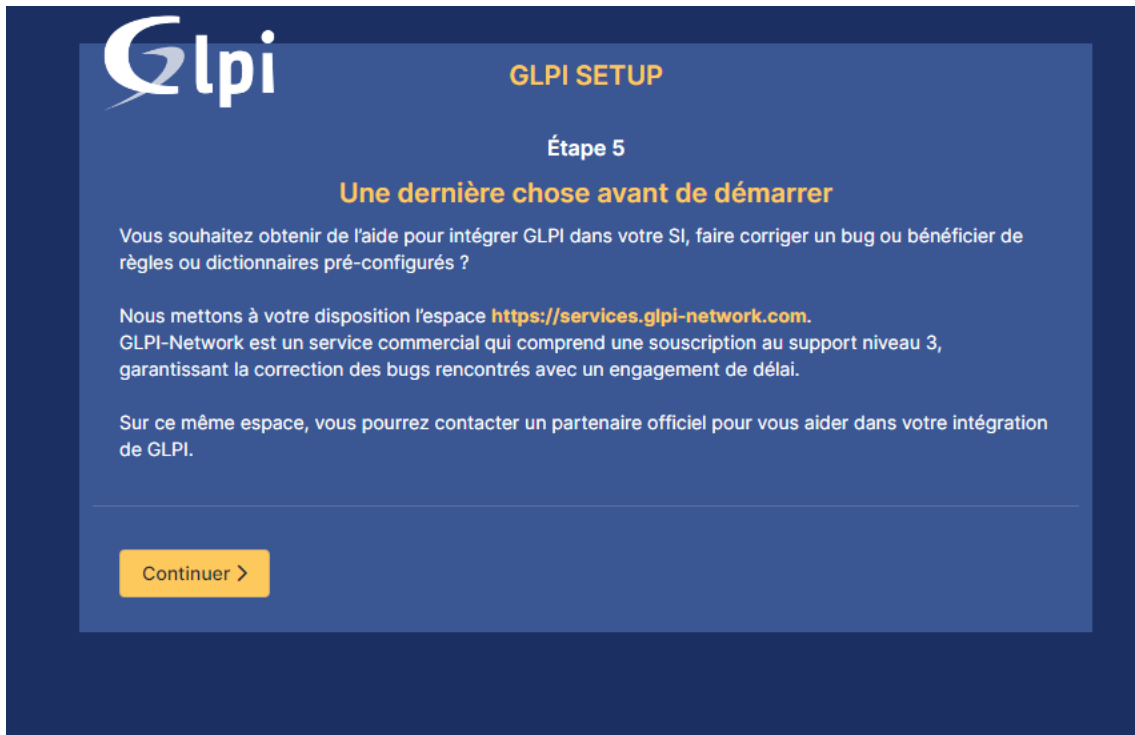 Glpi
GLPI SETUP
Étape 5
Une dernière chose avant de démarrer
Vous souhaitez obtenir de l'aide pour intégrer GLPI dans votre SI, faire corriger un bug ou bénéficier de
règles ou dictionnaires pré-configurés ?
Nous mettons à votre disposition l'espace https://services.glpi-network.com.
GLPI-Network est un service commercial qui comprend une souscription au support niveau 3,
garantissant la correction des bugs rencontrés avec un engagement de délai.
Sur ce même espace, vous pourrez contacter un partenaire officiel pour vous aider dans votre intégration
de GLPI.
Continuer